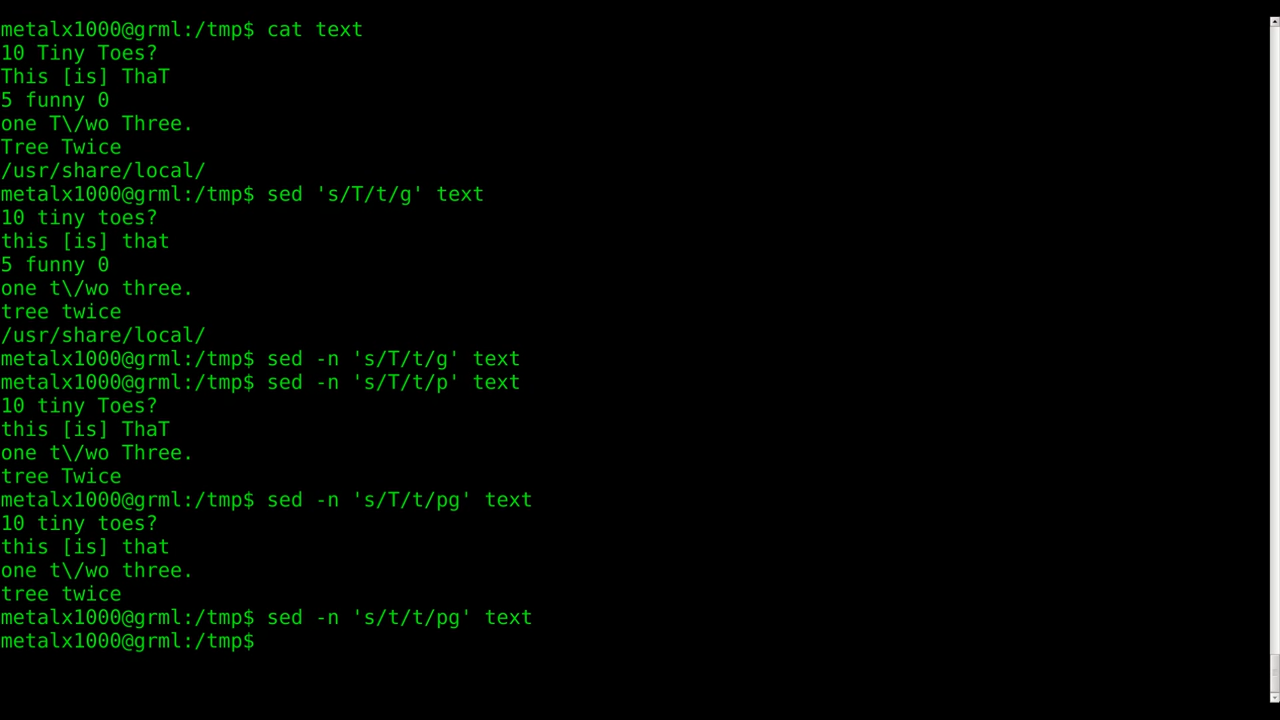 metalx1000@grml:/tmp$ cat text
10 Tiny Toes?
This [is] ThaT
5 funny 0
one T\/wo Three.
Tree Twice
/usr/share/local/
metalx1000@grml:/tmp$ sed 's/T/t/g' text
10 tiny toes?
this [is] that
5 funny 0
one t\/wo three.
tree twice
/usr/share/local/
metalx1000@grml:/tmp$ sed -n 's/T/t/g' text
metalx1000@grml:/tmp$ sed -n 's/T/t/p' text
10 tiny Toes?
this [is] ThaT
one t\/wo Three.
tree Twice
metalx1000@grml:/tmp$ sed -n 's/T/t/pg' text
10 tiny toes?
this [is] that
one t\/wo three.
tree twice
metalx1000@grml:/tmp$ sed -n 's/t/t/pg' text
metalx1000@grml:/tmp$